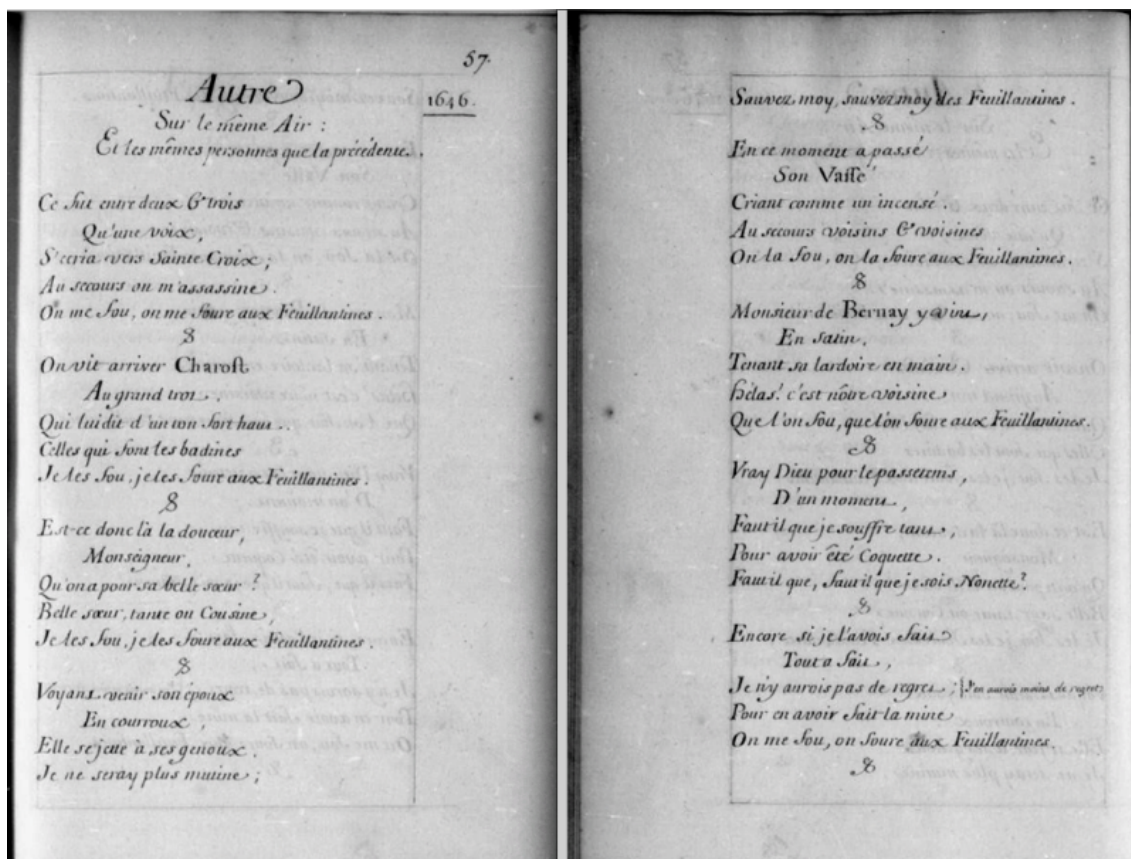 57.
Autre
1646.
Sur le même Air :
Et les mêmes personnes que la précédente.
Ce fut entre deux & trois
Qu'une voix,
S'ecria vers Sainte Croix ;
Au secours on m'assassine.
On me fou, on me foure aux Feuillantines.
On vit arriver Charost
Au grand trot
Qui lui dit d'un ton fort haut
Celles qui font les badines
Je les fou, je les foure aux Feuillantines.
Est-ce donc là la douceur,
Monseigneur,
Qu'on a pour sa belle sœur ?
Belle sœur, tante ou Cousine,
Je les fou, je les foure aux Feuillantines.
Voyant venir son époux
En courroux,
Elle se jette a ses genoux.
Je ne seray plus mutine ;
Sauvez moy, sauvez moy des Feuillantines.
En ce moment a passé
Son Vassé
Criant comme un incensé.
Au secours voisins & voisines
On la fou, on la foure aux Feuillantines.
Monsieur de Bernay y vint,
En satin,
Tenant sa lardoire en main.
Hélas! c'est nôtre voisine
Que l'on fou, que l'on foure aux Feuillantines.
Vray Dieu pour le passetems,
D'un moment,
Faut il que je souffre tant,
Pour avoir été Coquette.
Faut il que, faut il que je sois Nonette?
Encore si je l'avois fait
Tout a fait,
Je n'y aurois pas de regret ; {J'en aurois moins de regret
Pour en avoir fait la mine
On me fou, on foure aux Feuillantines.